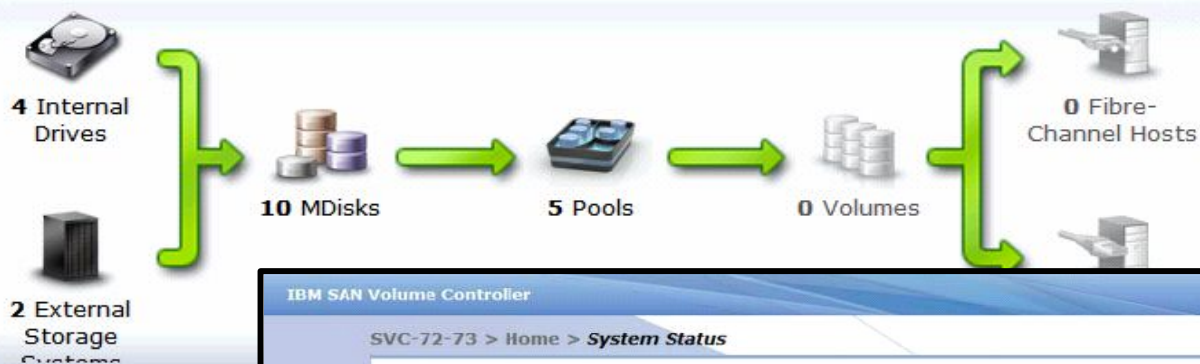 4 Internal
Drives
2 External
Storage
Systems
10 MDisks
5 Pools
0 Volumes
0 Fibre-
Channel Hosts
IBM SAN Volume Controller
SVC-72-73 > Home > System Status